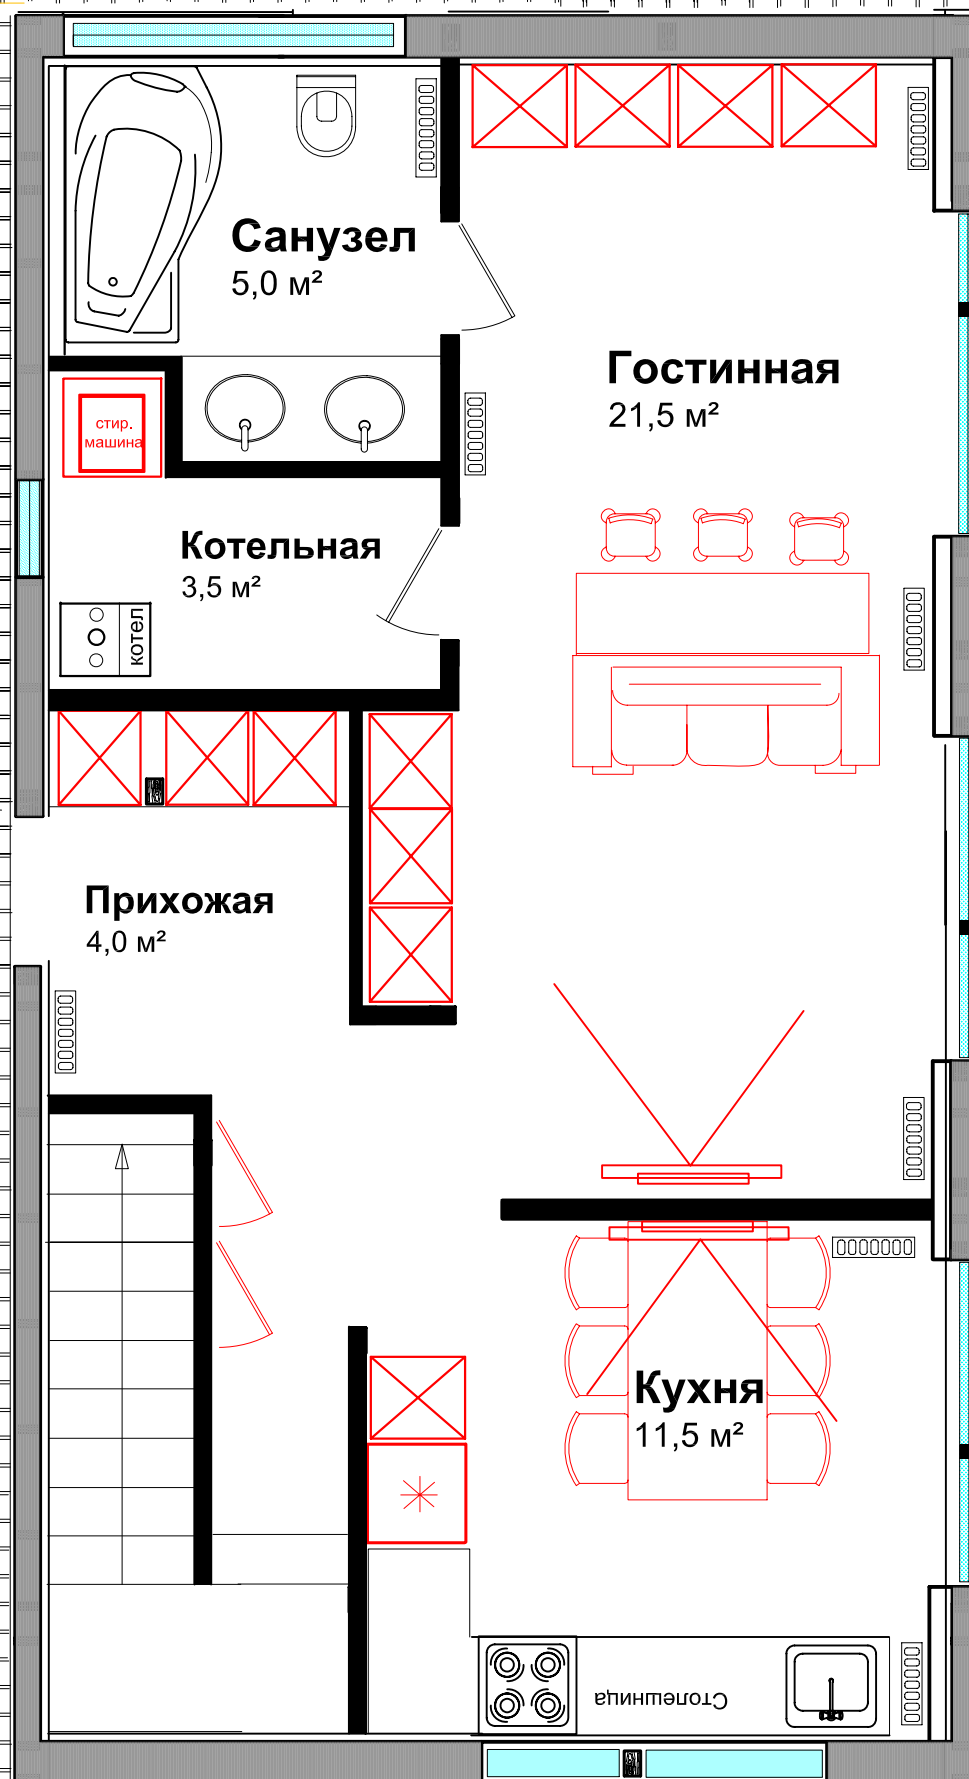 Санузел
5,0 м²
Гостинная
21,5 м²
стир.
машина
Котельная
3,5 м²
котел
Прихожая
4,0 м²
Кухня
11,5 м²
Столешница